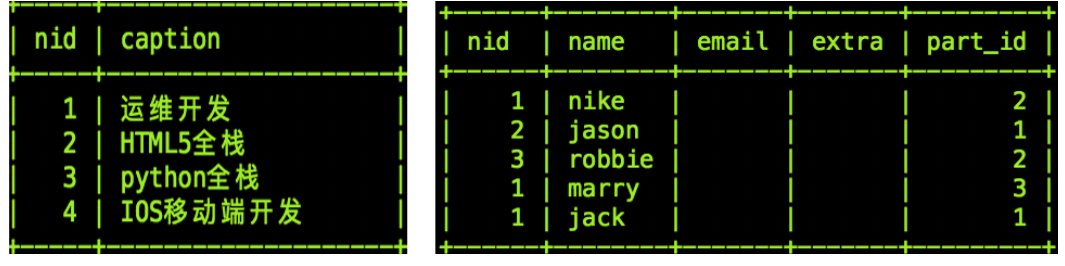 nid caption
1 运维开发
2 HTML5全栈
3 python全栈
4 IOS移动端开发
nid name email extra part_id
1 nike 2
2 jason 1
3 robbie 2
1 marry 3
1 jack 1